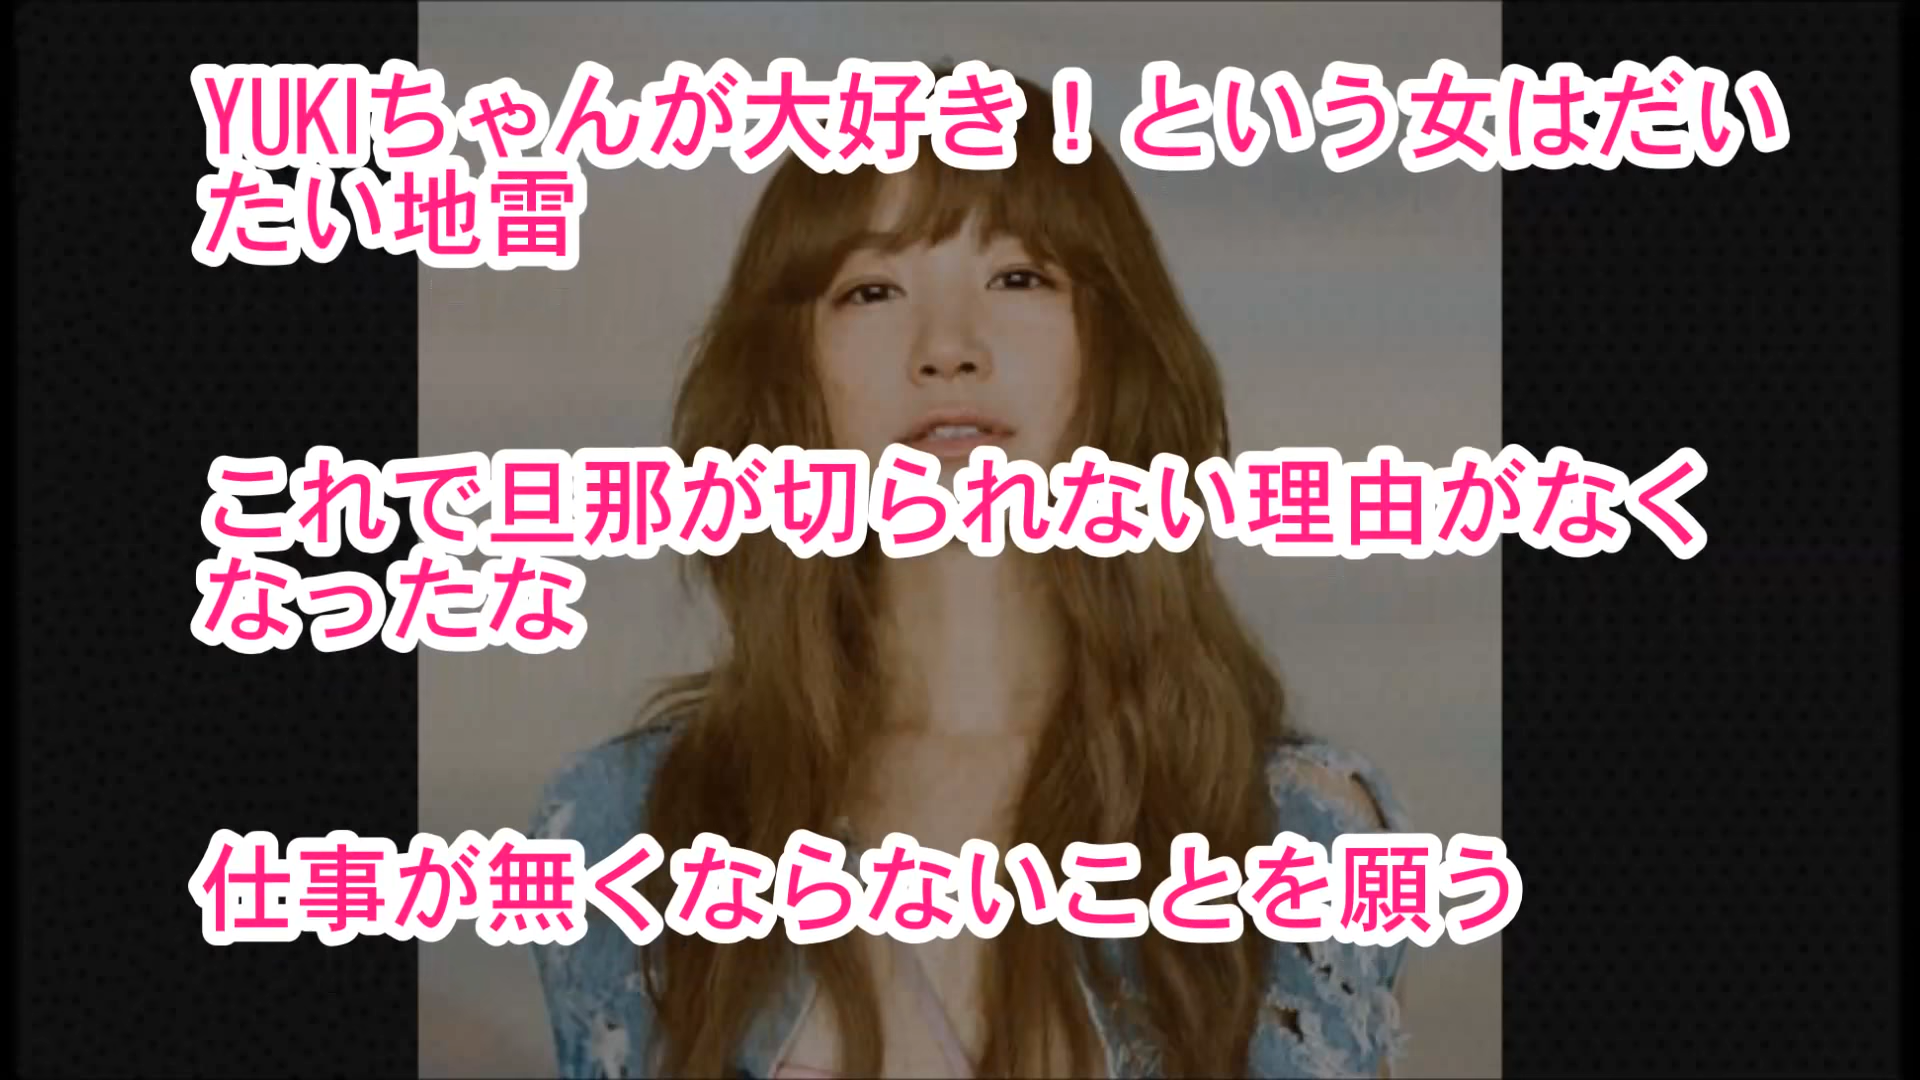 YUKIちゃんが大好き！という女はだい
たい地雷
これで旦那が切られない理由がなく
なったな
仕事が無くならないことを願う